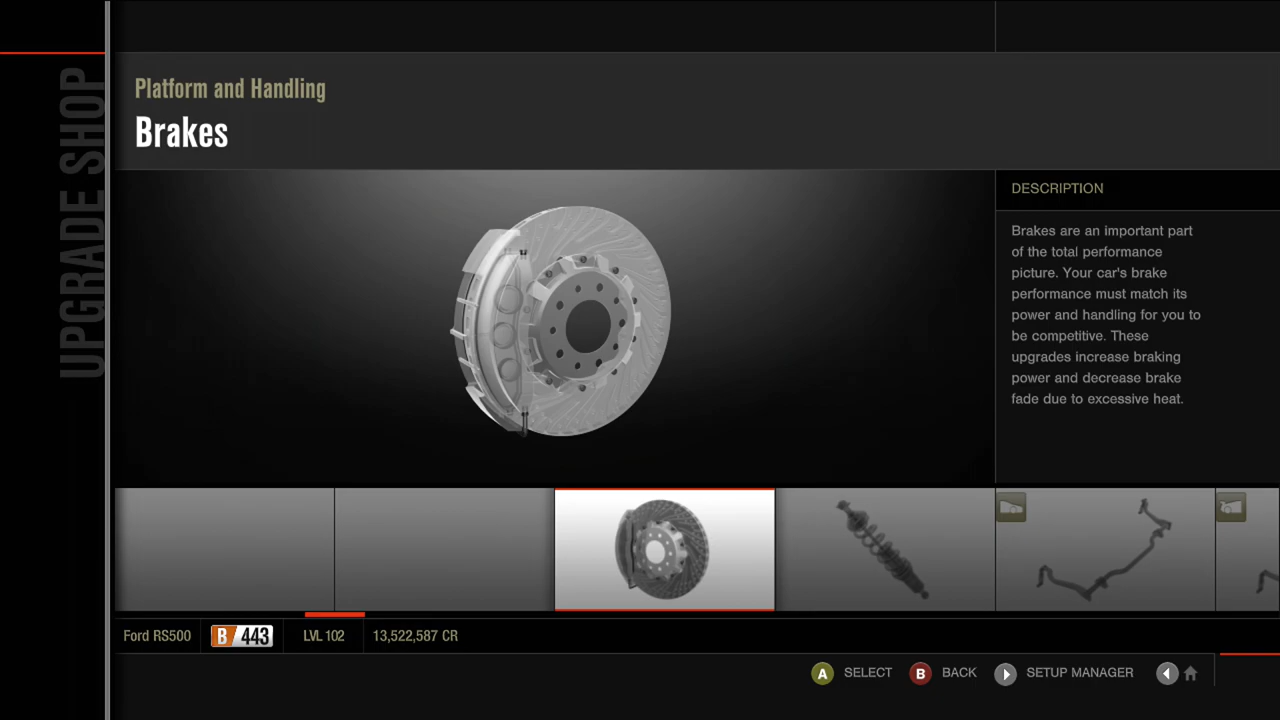 UPGRADE SHOP
Platform and Handling
Brakes
DESCRIPTION
Brakes are an important part
of the total performance
picture. Your car's brake
performance must match its
power and handling for you to
be competitive. These
upgrades increase braking
power and decrease brake
fade due to excessive heat.
Ford RS500 B 443 LVL 102 13,522,587 CR
A SELECT B BACK SETUP MANAGER